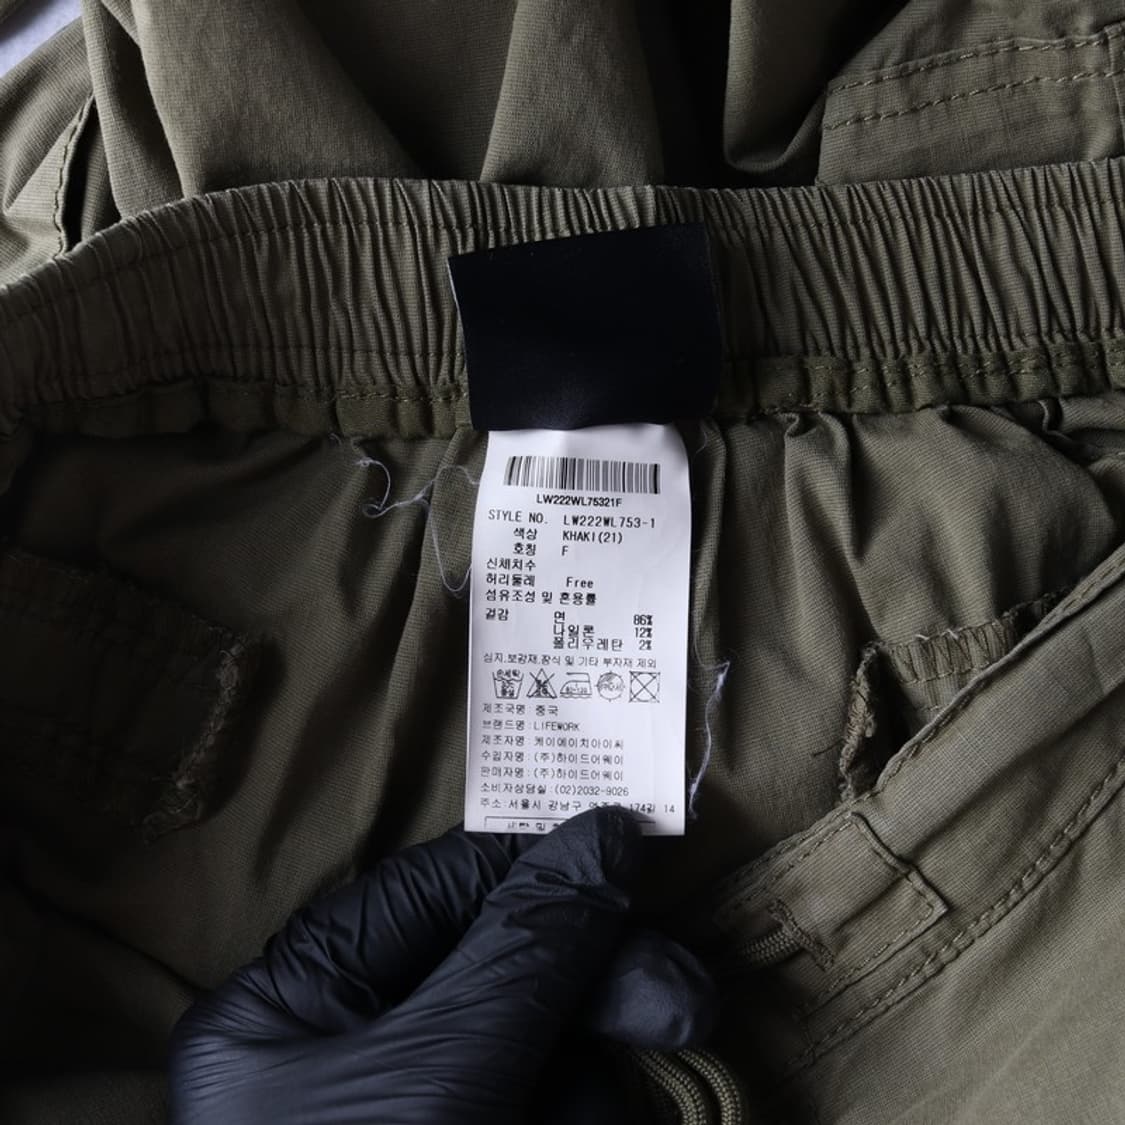 LW222WL75321F
STYLE NO. LW222WL753-1
색상 KHAKI(21)
호칭 F
신체치수
허리둘레 Free
섬유조성 및 혼용률
겉감 면 86%
나일론 12%
폴리우레탄 2%
심지.보강재.장식 및 기타 부자재 제외
제조국명:중국
브랜드명:LIFEWORK
제조자명:케이에이치아이씨
수입자명:(주)하이드어웨이
판매자명:(주)하이드어웨이
소비자상담실:(02)2032-9026
주소:서울시 강남구 174길 14